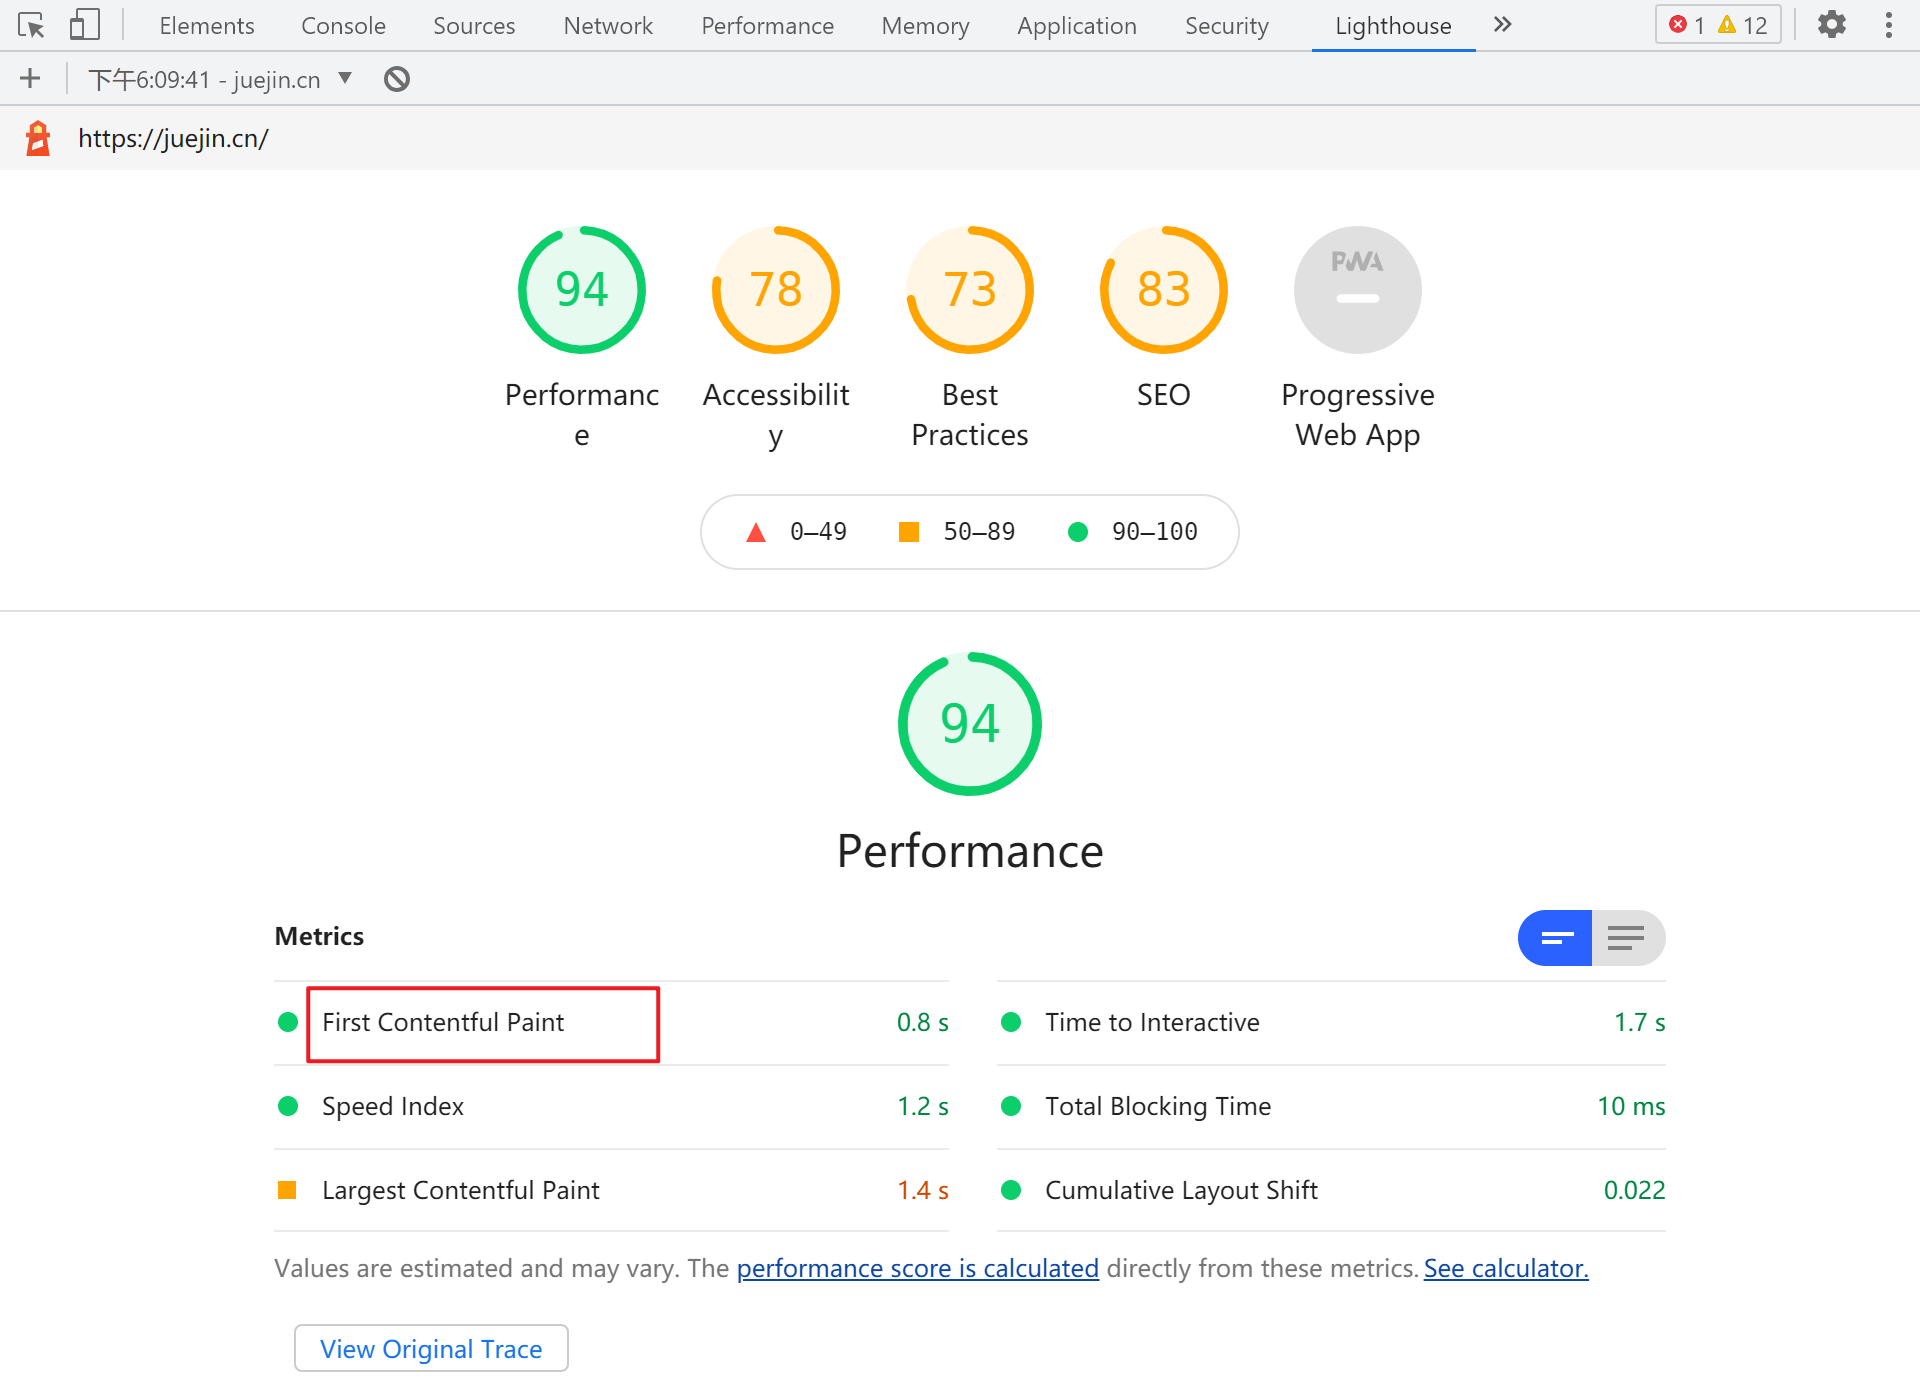 Elements Console Sources Network Performance Memory Application Security Lighthouse 1 12
下午6:09:41 - juejin.cn
https://juejin.cn/
94 78 73 83 PWA
Performanc Accessibilit Best SEO Progressive
e y Practices Web App
0–49 50–89 90–100
94
Performance
Metrics
First Contentful Paint 0.8 s Time to Interactive 1.7 s
Speed Index 1.2 s Total Blocking Time 10 ms
Largest Contentful Paint 1.4 s Cumulative Layout Shift 0.022
Values are estimated and may vary. The performance score is calculated directly from these metrics. See calculator.
View Original Trace